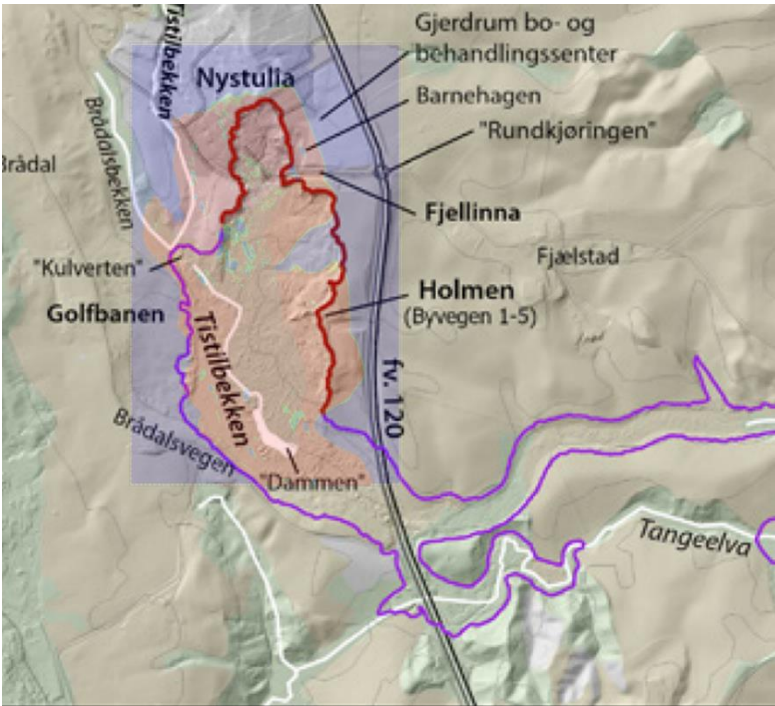 Gjerdrum bo- og
behandlingssenter
Tistilbekken
Nystulia
Barnehagen
"Rundkjøringen"
Brådalsbekken
Brådal
Fjellinna
Fjælstad
"Kulverten"
Holmen
(Byvegen 1-5)
Golfbanen
Tistilbekken
fv. 120
Brådalsvegen
"Dammen"
Tangeelva